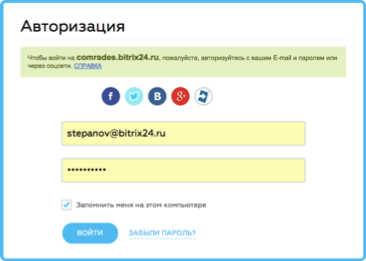 Авторизация
Чтобы войти на comrades.bitrix24.ru, пожалуйста, авторизуйтесь с вашим E-mail и паролем или
через соцсети. СПРАВКА
f B g+
stepanov@bitrix24.ru
••••••••••
Запомнить меня на этом компьютере
ВОЙТИ ЗАБЫЛИ ПАРОЛЬ?